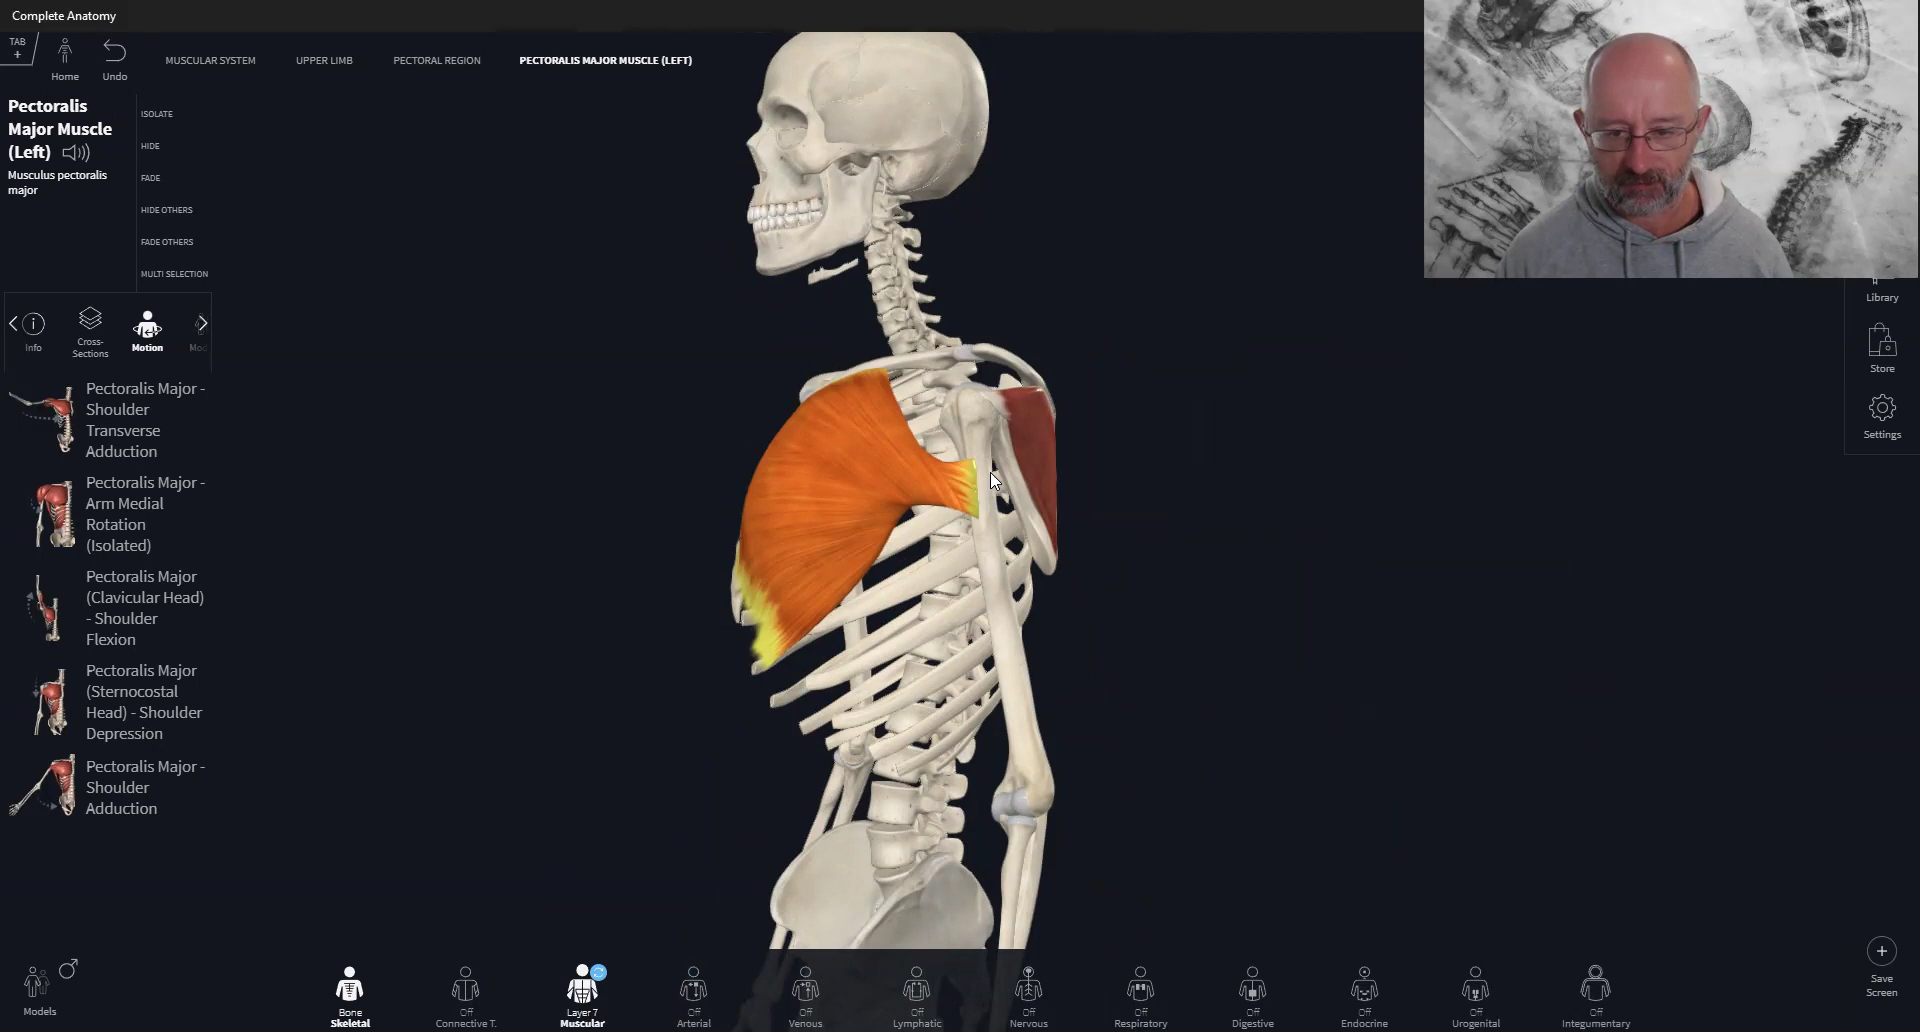 Complete Anatomy
TAB
+
Home
Undo
MUSCULAR SYSTEM
UPPER LIMB
PECTORAL REGION
PECTORALIS MAJOR MUSCLE (LEFT)
Pectoralis
Major Muscle
(Left)
Musculus pectoralis
major
ISOLATE
HIDE
FADE
HIDE OTHERS
FADE OTHERS
MULTI SELECTION
Info
Cross-
Sections
Motion
Mod
Pectoralis Major -
Shoulder
Transverse
Adduction
Pectoralis Major -
Arm Medial
Rotation
(Isolated)
Pectoralis Major
(Clavicular Head)
- Shoulder
Flexion
Pectoralis Major
(Sternocostal
Head) - Shoulder
Depression
Pectoralis Major -
Shoulder
Adduction
Library
Store
Settings
Save
Screen
Models
Bone
Skeletal
Off
Connective T.
Layer 7
Muscular
Off
Arterial
Off
Venous
Off
Lymphatic
Off
Nervous
Off
Respiratory
Off
Digestive
Off
Endocrine
Off
Urogenital
Off
Integumentary